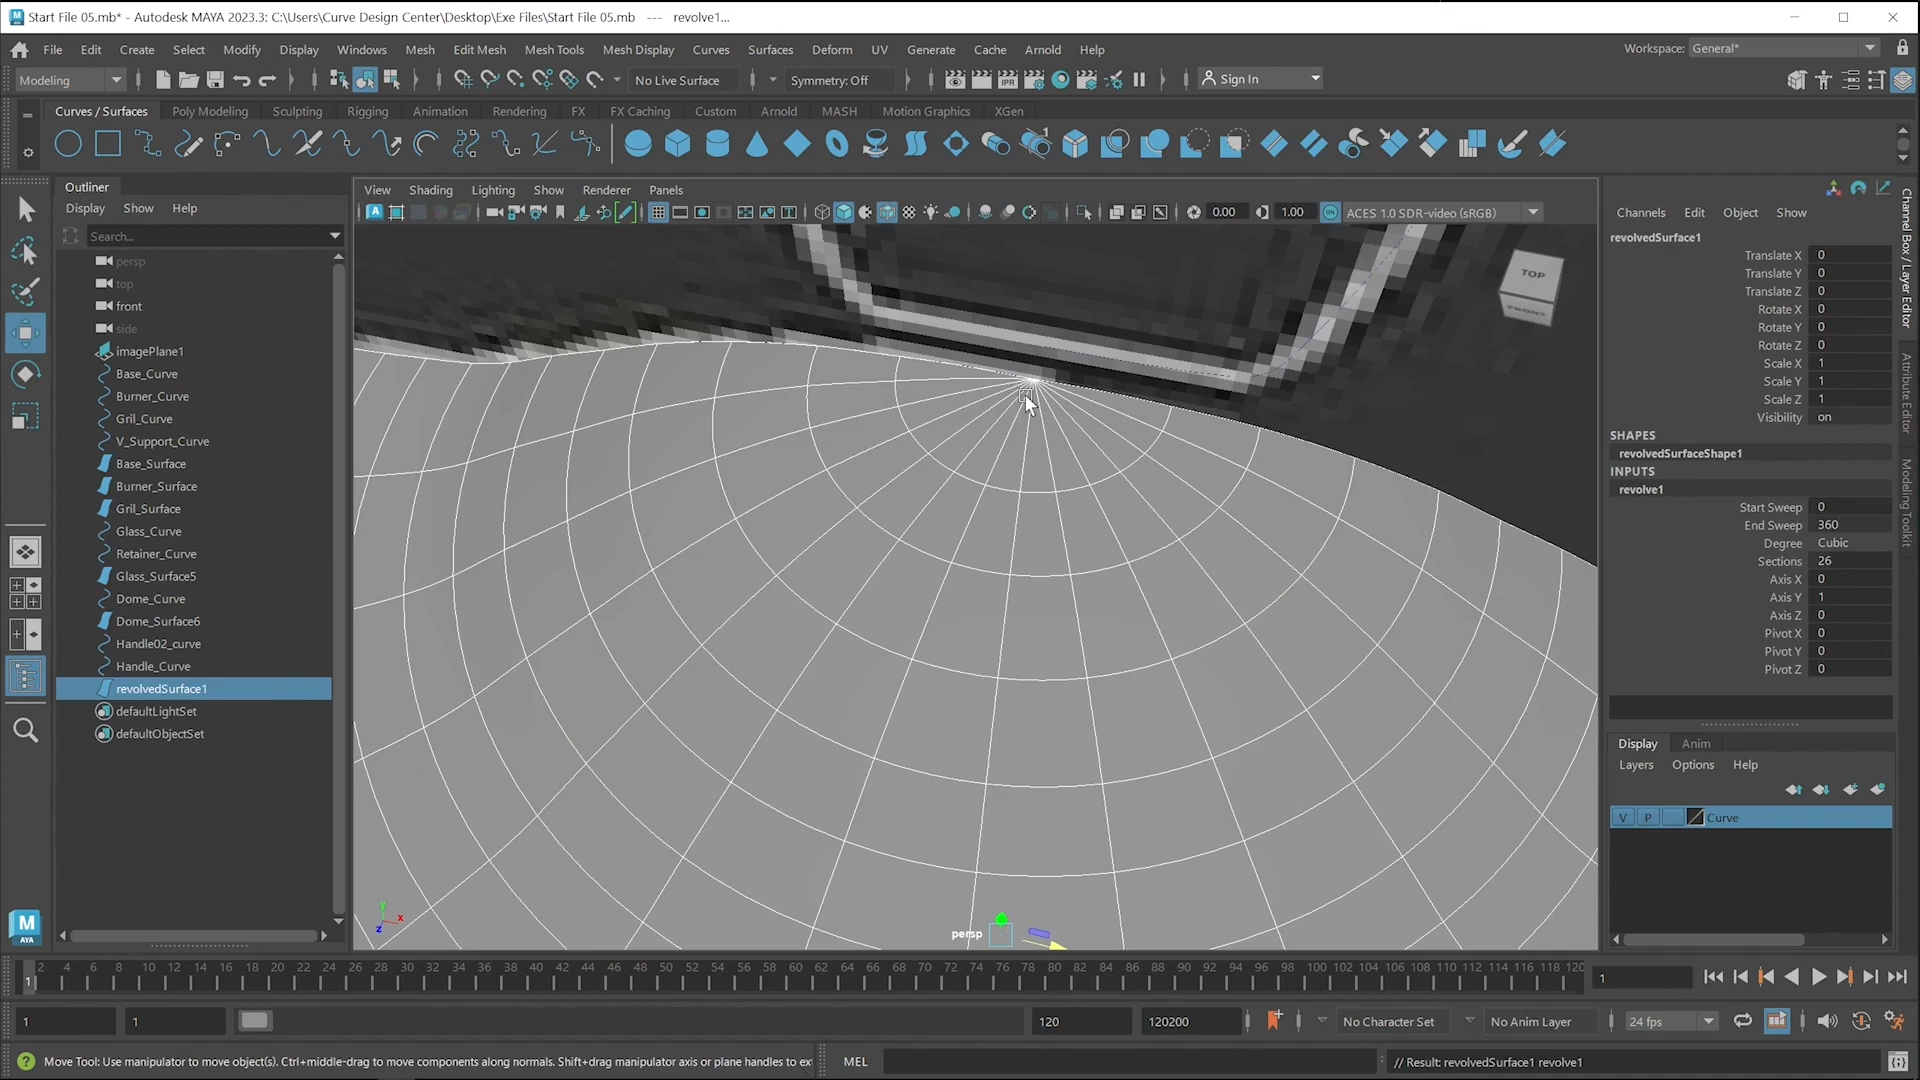 Start File 05.mb* - Autodesk MAYA 2023.3: C:\Users\Curve Design Center\Desktop\Exe Files\Start File 05.mb --- revolve1...
File Edit Create Select Modify Display Windows Mesh Edit Mesh Mesh Tools Mesh Display Curves Surfaces Deform UV Generate Cache Arnold Help
Workspace: General*
Modeling
No Live Surface
Symmetry: Off
IPR
Sign In
Curves / Surfaces Poly Modeling Sculpting Rigging Animation Rendering FX FX Caching Custom Arnold MASH Motion Graphics XGen
Outliner
Display Show Help
Search...
persp
top
front
side
imagePlane1
Base_Curve
Burner_Curve
Gril_Curve
V_Support_Curve
Base_Surface
Burner_Surface
Gril_Surface
Glass_Curve
Retainer_Curve
Glass_Surface5
Dome_Curve
Dome_Surface6
Handle02_curve
Handle_Curve
revolvedSurface1
defaultLightSet
defaultObjectSet
M
AYA
View Shading Lighting Show Renderer Panels
0.00
1.00
ACES 1.0 SDR-video (sRGB)
TOP
FRONT
y
x
z
persp
Channels Edit Object Show
revolvedSurface1
Translate X 0
Translate Y 0
Translate Z 0
Rotate X 0
Rotate Y 0
Rotate Z 0
Scale X 1
Scale Y 1
Scale Z 1
Visibility on
SHAPES
revolvedSurfaceShape1
INPUTS
revolve1
Start Sweep 0
End Sweep 360
Degree Cubic
Sections 26
Axis X 0
Axis Y 1
Axis Z 0
Pivot X 0
Pivot Y 0
Pivot Z 0
Display Anim
Layers Options Help
V P Curve
Channel Box / Layer Editor
Attribute Editor
Modeling Toolkit
2 4 6 8 10 12 14 16 18 20 22 24 26 28 30 32 34 36 38 40 42 44 46 48 50 52 54 56 58 60 62 64 66 68 70 72 74 76 78 80 82 84 86 88 90 92 94 96 98 100 102 104 106 108 110 112 114 116 118 120
1
1
1
1
120
120200
No Character Set
No Anim Layer
24 fps
Move Tool: Use manipulator to move object(s). Ctrl+middle-drag to move components along normals. Shift+drag manipulator axis or plane handles to ex
MEL
// Result: revolvedSurface1 revolve1